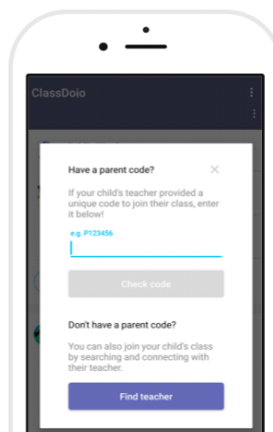 ClassDojo
Have a parent code?
If your child's teacher provided a
unique code to join their class, enter
it below!
e.g. P123456
Check code
Don't have a parent code?
You can also join your child's class
by searching and connecting with
their teacher.
Find teacher